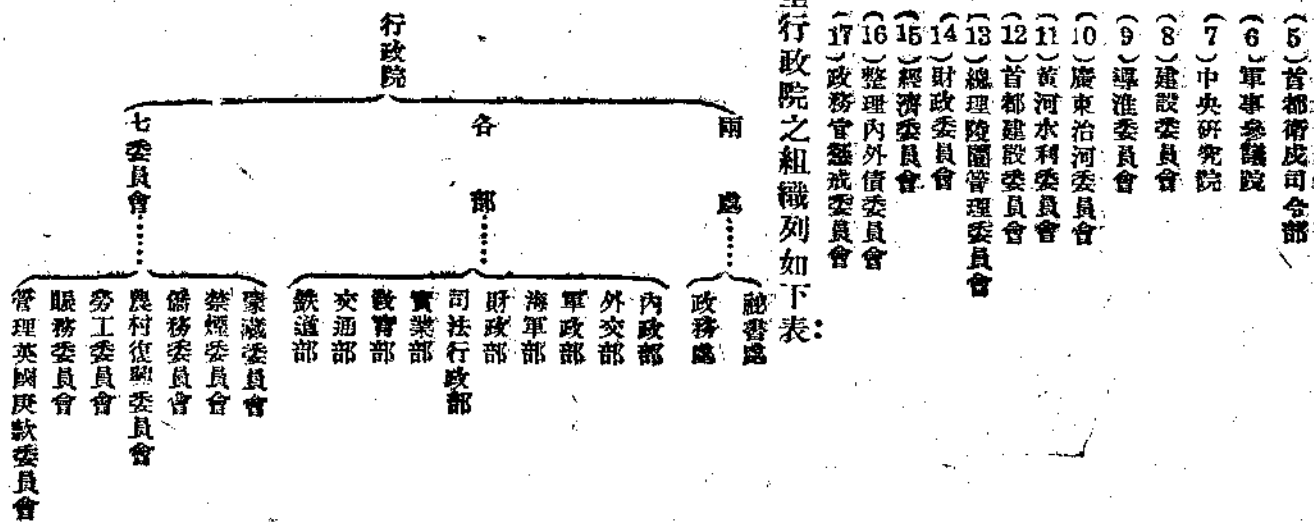 (5)首都衛戍司令部
(6)軍事參議院
(7)中央研究院
(8)建設委員會
(9)導淮委員會
(10)廣東治河委員會
(11)黃河水利委員會
(12)首都建設委員會
(13)總理陵園管理委員會
(14)財政委員會
(15)經濟委員會
(16)整理內外債委員會
(17)政務官懲戒委員會
行政院之組織列如下表:
行政院
兩處……
祕書處
政務處
各部……
內政部
外交部
軍政部
海軍部
財政部
司法行政部
實業部
教育部
交通部
鉄道部
七委員會……
蒙藏委員會
禁煙委員會
僑務委員會
農村復興委員會
勞工委員會
賑務委員會
管理英國庚款委員會